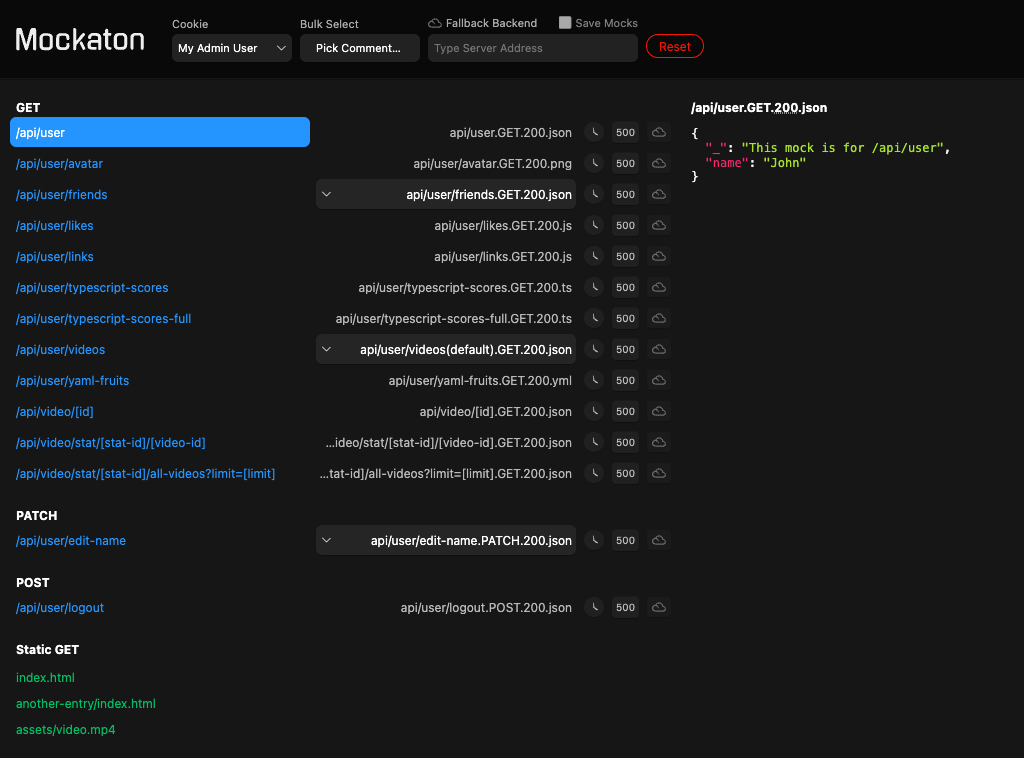 Mockaton
Cookie
My Admin User
Bulk Select
Pick Comment…
Fallback Backend
Save Mocks
Type Server Address
Reset
GET
/api/user api/user.GET.200.json 500
/api/user/avatar api/user/avatar.GET.200.png 500
/api/user/friends api/user/friends.GET.200.json 500
/api/user/likes api/user/likes.GET.200.js 500
/api/user/links api/user/links.GET.200.js 500
/api/user/typescript-scores api/user/typescript-scores.GET.200.ts 500
/api/user/typescript-scores-full api/user/typescript-scores-full.GET.200.ts 500
/api/user/videos api/user/videos(default).GET.200.json 500
/api/user/yaml-fruits api/user/yaml-fruits.GET.200.yml 500
/api/video/[id] api/video/[id].GET.200.json 500
/api/video/stat/[stat-id]/[video-id] …ideo/stat/[stat-id]/[video-id].GET.200.json 500
/api/video/stat/[stat-id]/all-videos?limit=[limit] …tat-id]/all-videos?limit=[limit].GET.200.json 500
PATCH
/api/user/edit-name api/user/edit-name.PATCH.200.json 500
POST
/api/user/logout api/user/logout.POST.200.json 500
Static GET
index.html
another-entry/index.html
assets/video.mp4
/api/user.GET.200.json
{
"_": "This mock is for /api/user",
"name": "John"
}